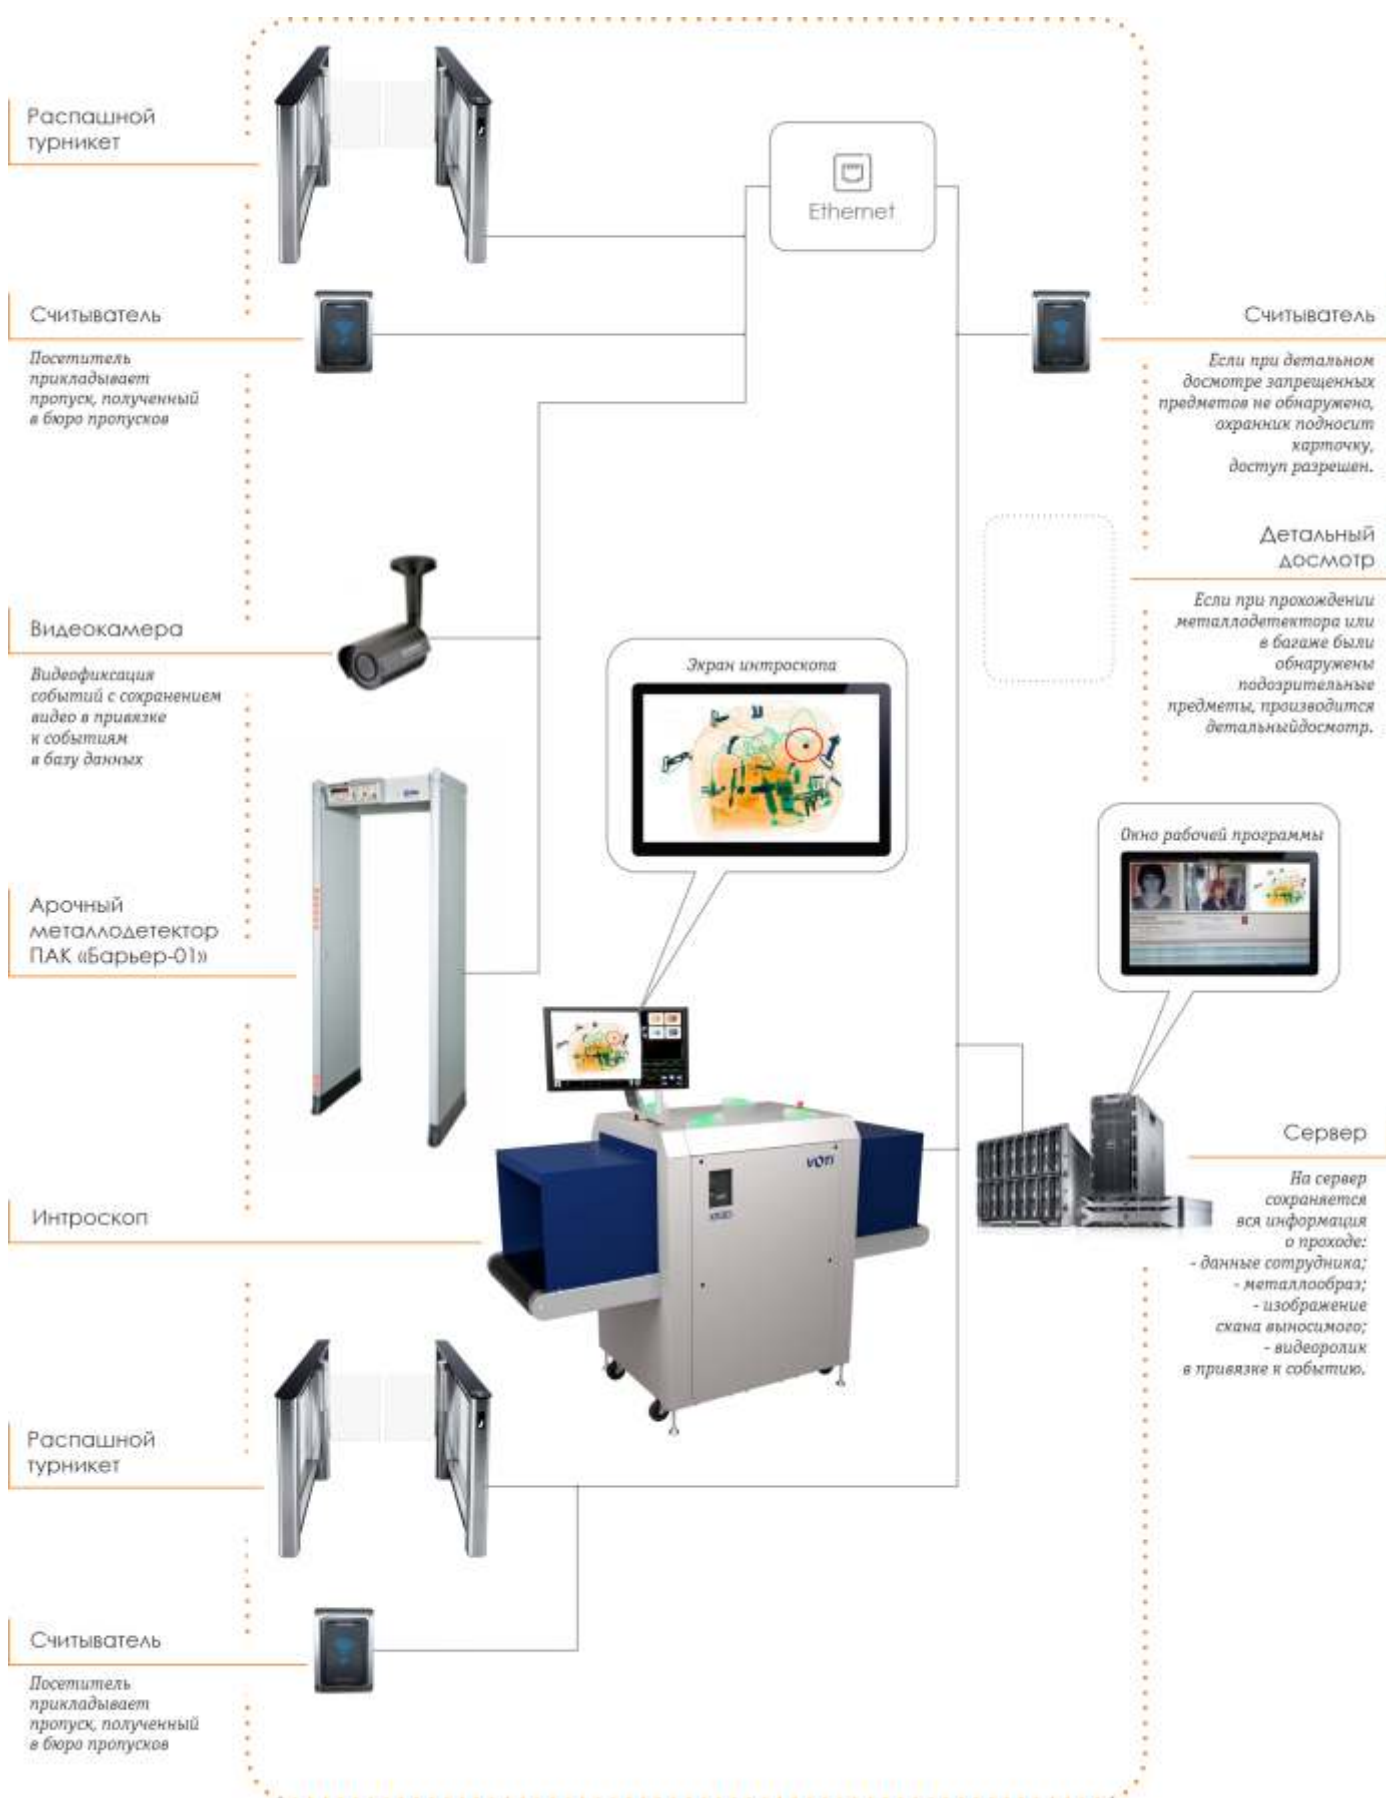 Распашной
турникет
Ethernet
Считыватель
Посетитель
прикладывает
пропуск, полученный
в бюро пропусков
Считыватель
Если при детальном
досмотре запрещенных
предметов не обнаружено,
охранник подносит
карточку,
доступ разрешен.
Детальный
досмотр
Если при прохождении
металлодетектора или
в багаже были
обнаружены
подозрительные
предметы, производится
детальныйдосмотр.
Видеокамера
Видеофиксация
событий с сохранением
видео в привязке
к событиям
в базу данных
Экран интроскопа
Окно рабочей программы
Арочный
металлодетектор
ПАК «Барьер-01»
Сервер
На сервер
сохраняется
вся информация
о проходе:
- данные сотрудника;
- металлообраз;
- изображение
скана выносимого;
- видеоролик
в привязке к событию.
Интроскоп
VOTI
Распашной
турникет
Считыватель
Посетитель
прикладывает
пропуск, полученный
в бюро пропусков